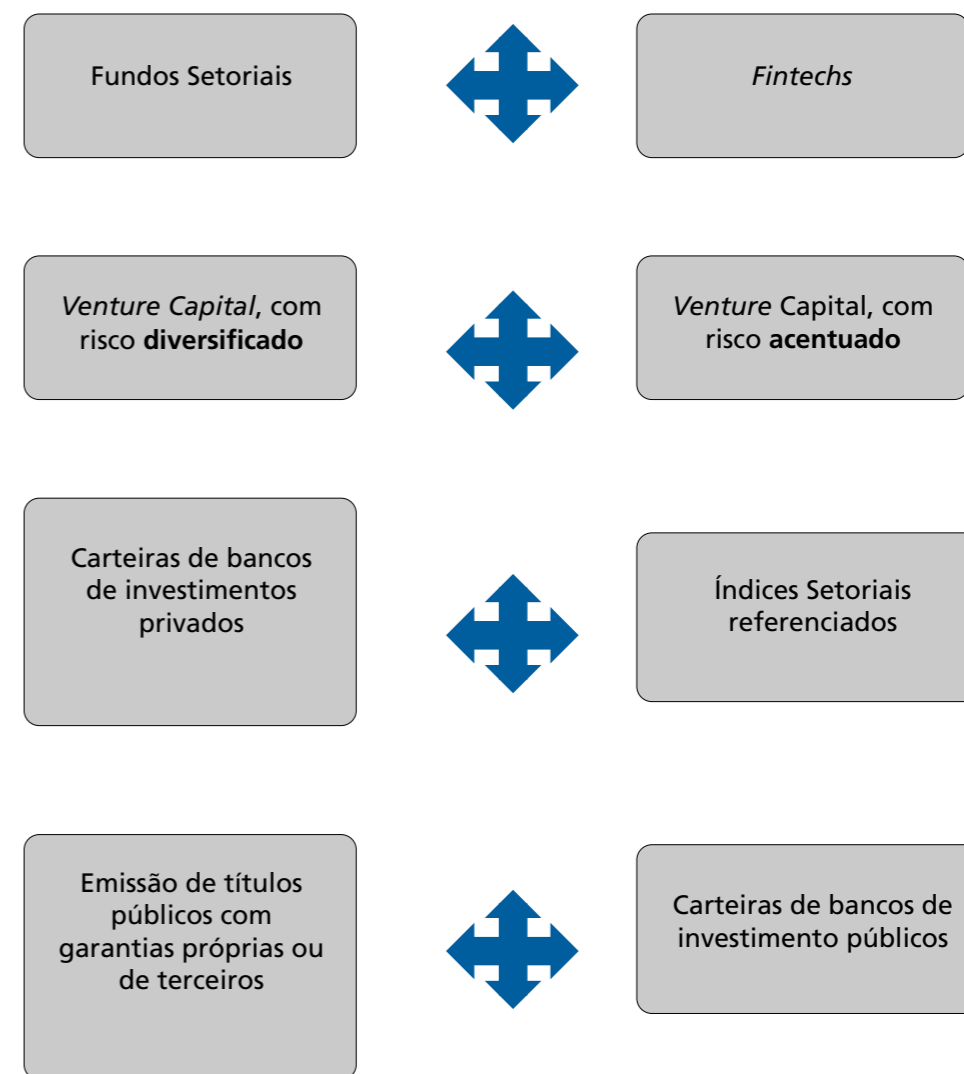 Fundos Setoriais
Fintechs
Venture Capital, com
risco diversificado
Venture Capital, com
risco acentuado
Carteiras de bancos
de investimentos
privados
Índices Setoriais
referenciados
Emissão de títulos
públicos com
garantias próprias ou
de terceiros
Carteiras de bancos de
investimento públicos